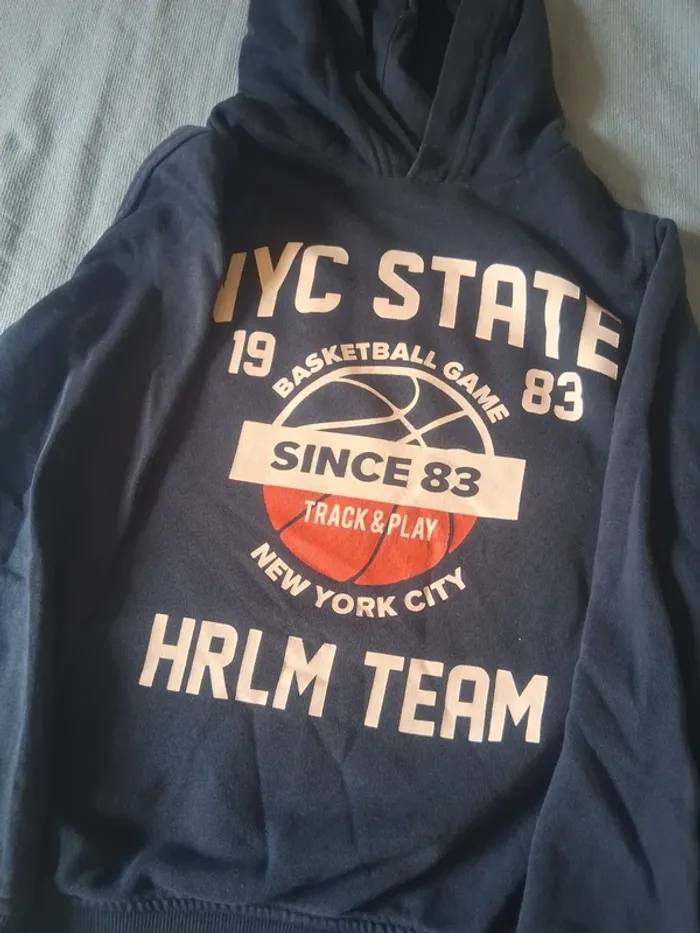 NYC STATE
19 83
BASKETBALL GAME
SINCE 83
TRACK & PLAY
NEW YORK CITY
HRLM TEAM